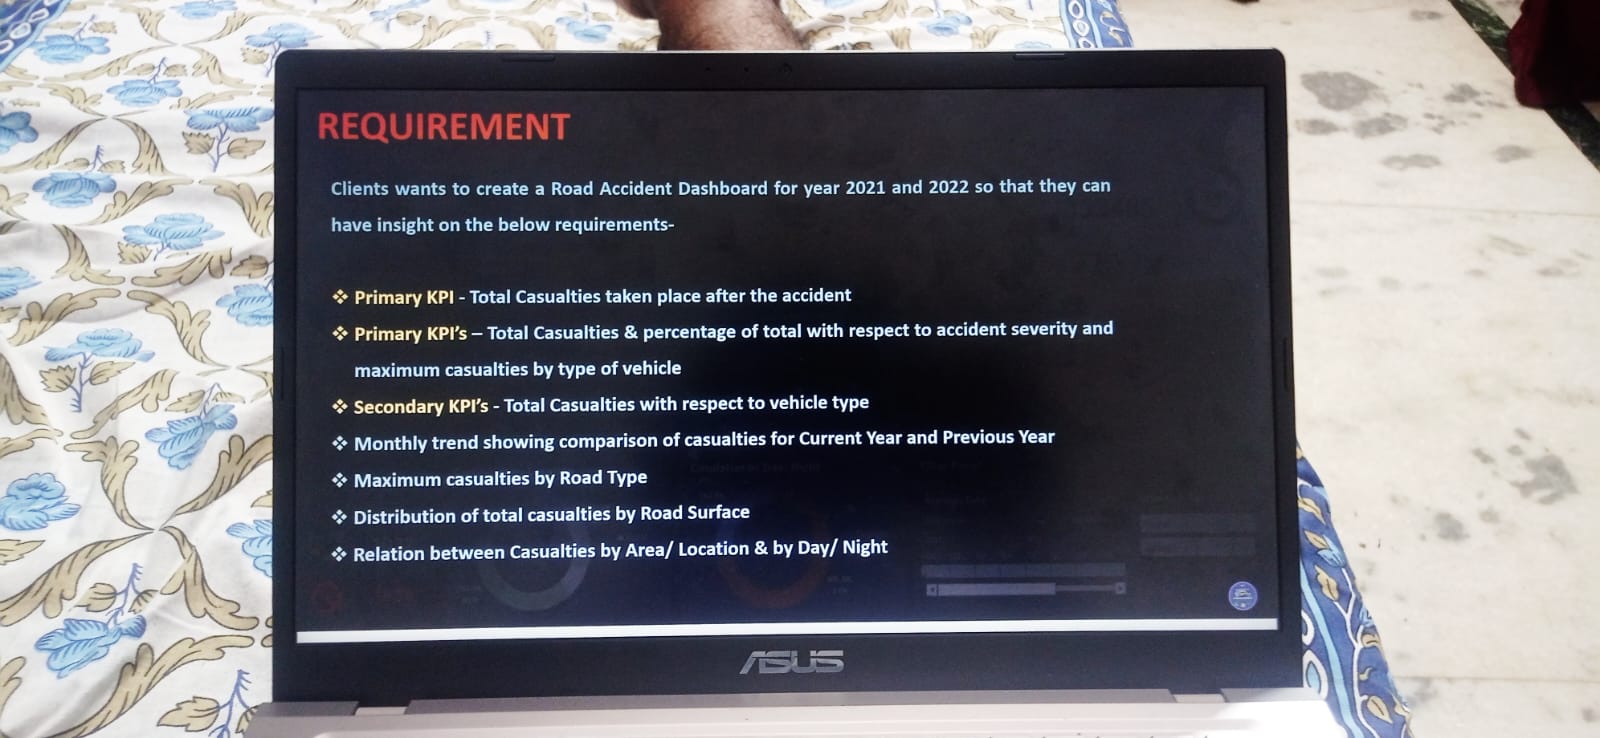 REQUIREMENT
Clients wants to create a Road Accident Dashboard for year 2021 and 2022 so that they can
have insight on the below requirements-
❖ Primary KPI - Total Casualties taken place after the accident
❖ Primary KPI’s – Total Casualties & percentage of total with respect to accident severity and
maximum casualties by type of vehicle
❖ Secondary KPI’s - Total Casualties with respect to vehicle type
❖ Monthly trend showing comparison of casualties for Current Year and Previous Year
❖ Maximum casualties by Road Type
❖ Distribution of total casualties by Road Surface
❖ Relation between Casualties by Area/ Location & by Day/ Night
ASUS